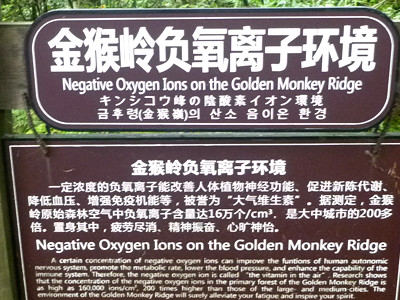 金猴岭负氧离子环境
Negative Oxygen Ions on the Golden Monkey Ridge
キンシコウ峰の陰酸素イオン環境
금후령(金猴嶺)의 산소 음이온 환경
金猴岭负氧离子环境
一定浓度的负氧离子能改善人体植物神经功能、促进新陈代谢、
降低血压、增强免疫机能等，被誉为“大气维生素”。据测定，金猴
岭原始森林空气中负氧离子含量达16万个/cm³，是大中城市的200多
倍。置身其中，疲劳尽消、精神振奋、心旷神怡。
Negative Oxygen Ions on the Golden Monkey Ridge
A certain concentration of negative oxygen ions can improve the funtions of human autonomic
nervous system, promote the metabolic rate, lower the blood pressure, and enhance the capability of the
immune system. Therefore, the negative oxygen ion is called "the vitamin in the air". Research shows
that the concentration of the negative oxygen ions in the primary forest of the Golden Monkey Ridge is
as high as 160,000 ions/cm³, 200 times higher than those of the large- and medium-cities. The
environment of the Golden Monkey Ridge will surely alleviate your fatigue and inspire your spirit.